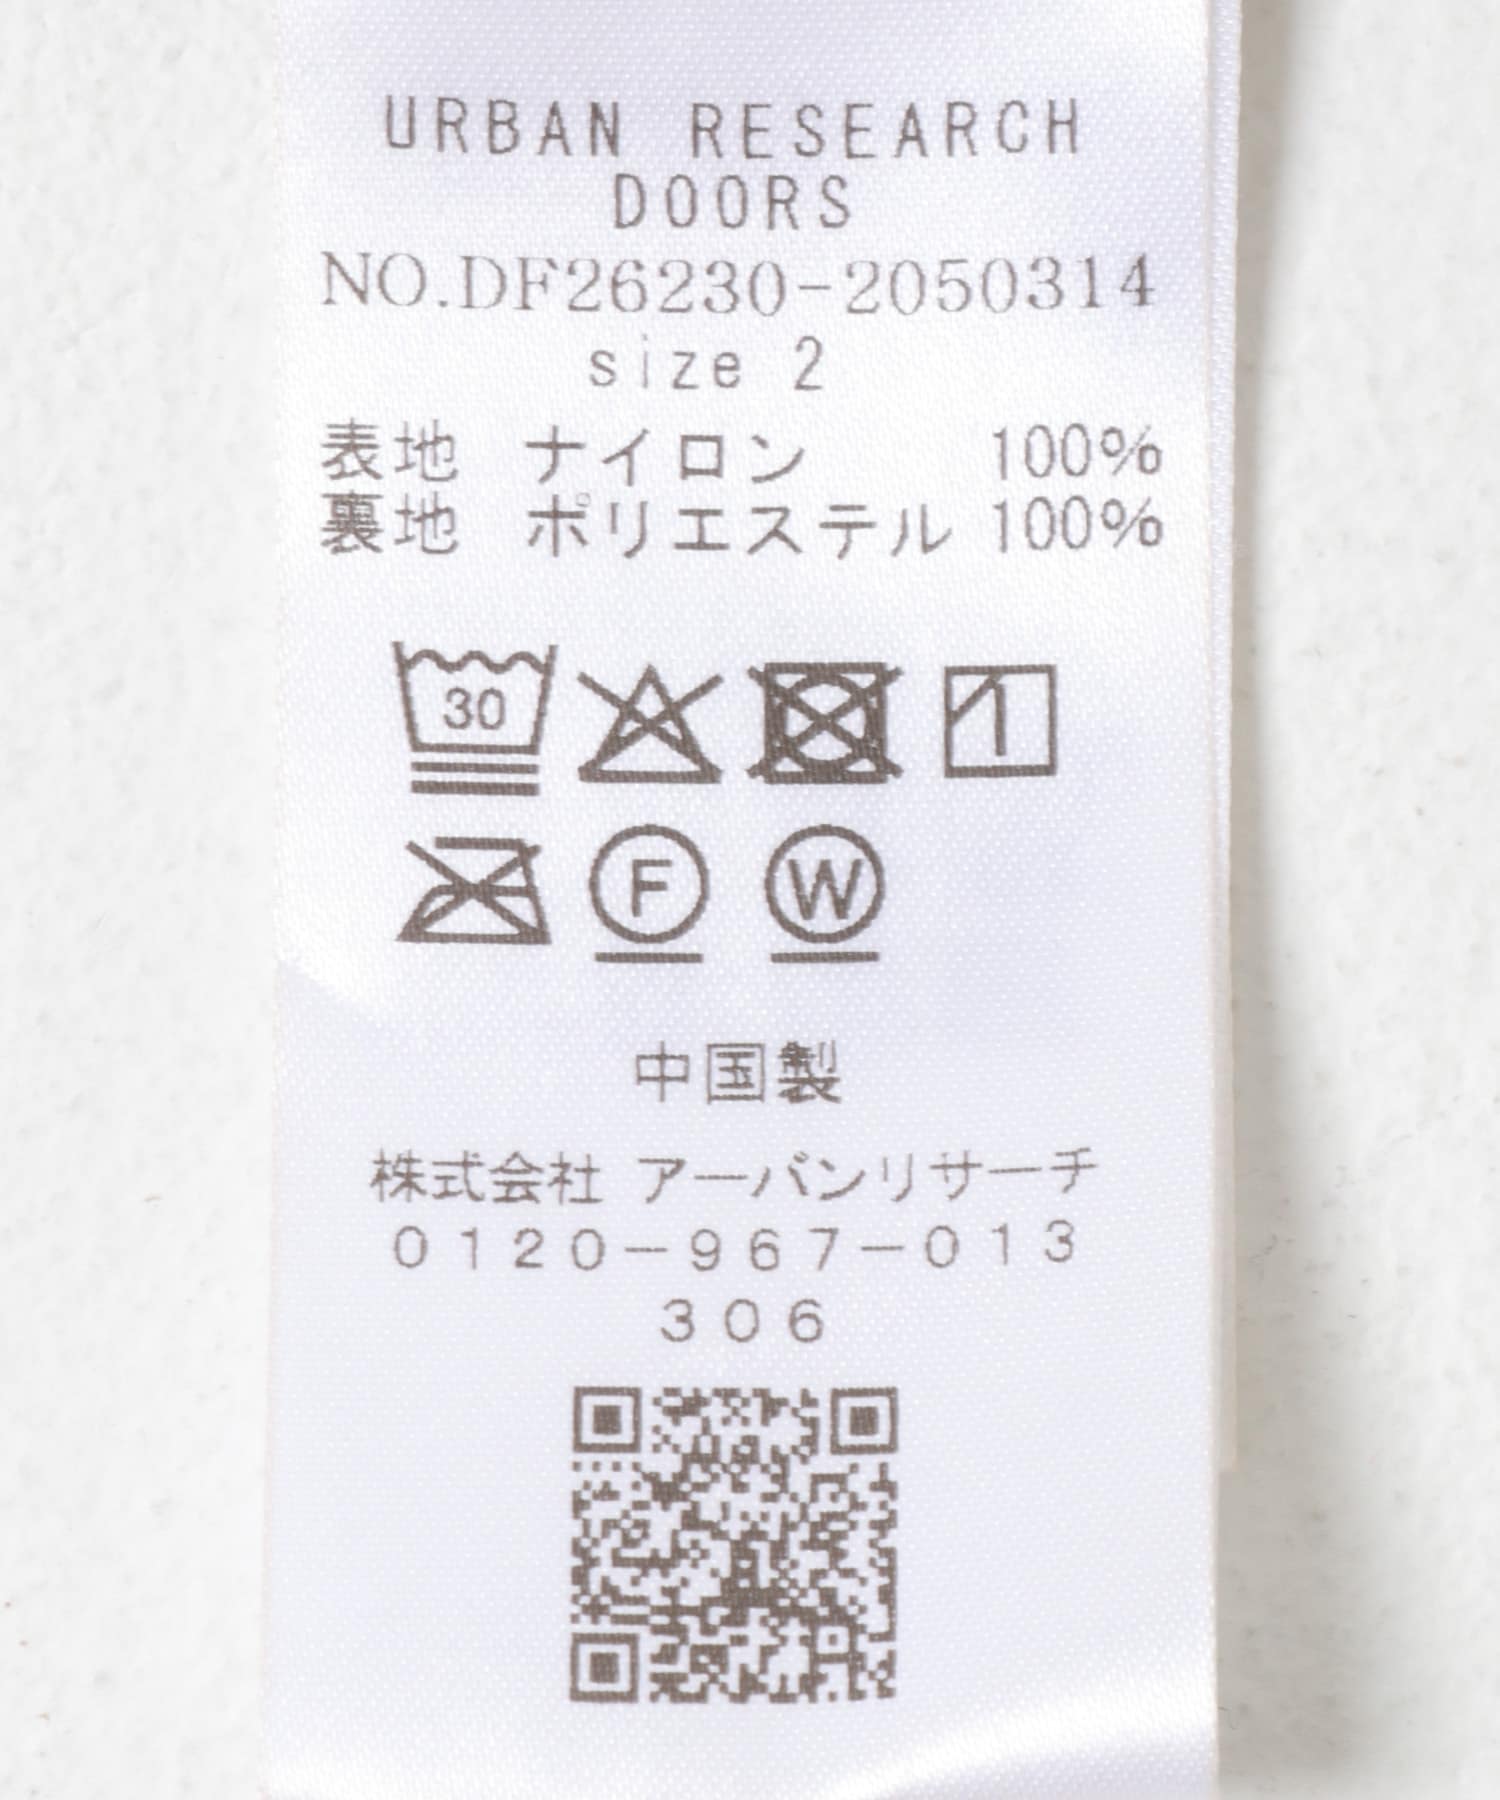 URBAN RESEARCH
DOORS
NO.DF26230-2050314
size 2
表地 ナイロン 100%
裏地 ポリエステル 100%
30
F W
中国製
株式会社 アーバンリサーチ
0120-967-013
306